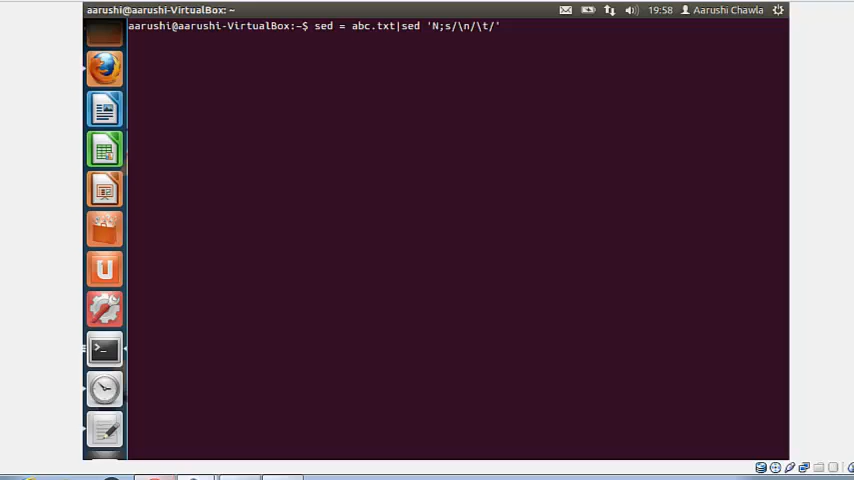 aarushi@aarushi-VirtualBox: ~
19:58
Aarushi Chawla
aarushi@aarushi-VirtualBox:~$ sed = abc.txt|sed 'N;s/\n/\t/'